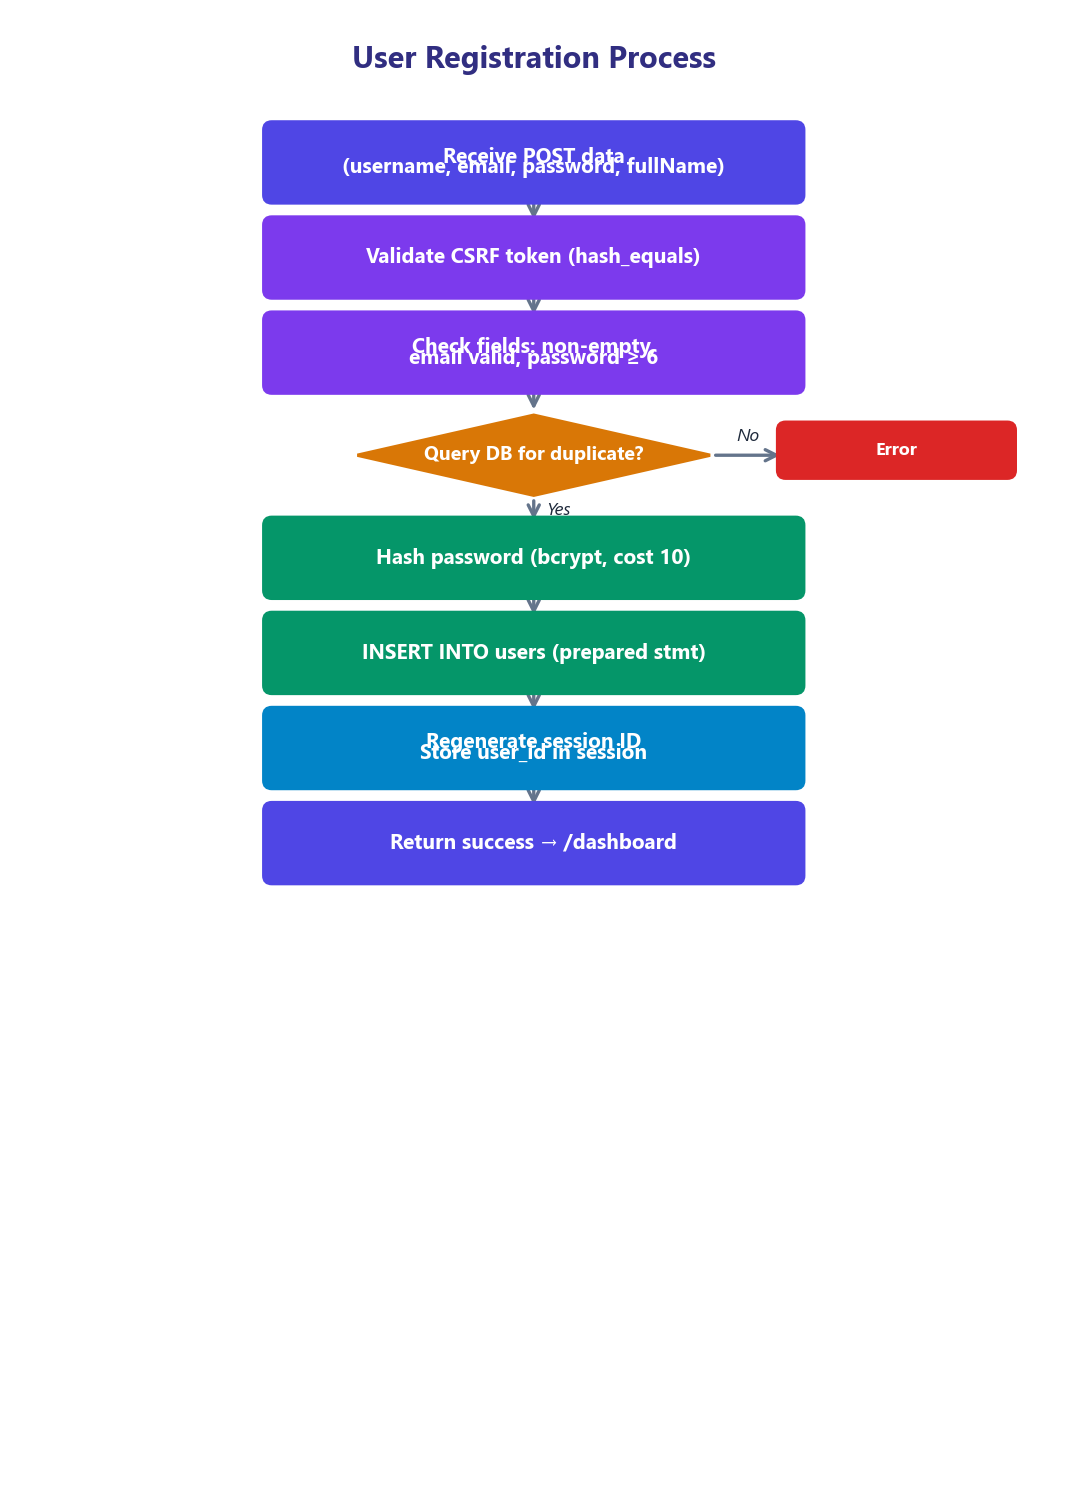 User Registration Process
Receive POST data
(username, email, password, fullName)
Validate CSRF token (hash_equals)
Check fields: non-empty,
email valid, password ≥ 6
Query DB for duplicate?
No
Error
Yes
Hash password (bcrypt, cost 10)
INSERT INTO users (prepared stmt)
Regenerate session ID
Store user_id in session
Return success → /dashboard